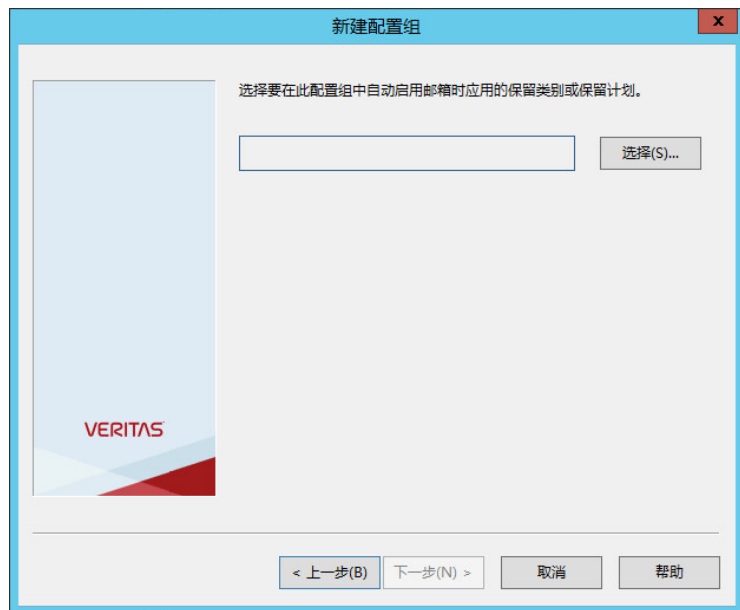 新建配置组
x
选择要在此配置组中自动启用邮箱时应用的保留类别或保留计划。
选择(S)...
VERITAS
< 上一步(B)
下一步(N) >
取消
帮助